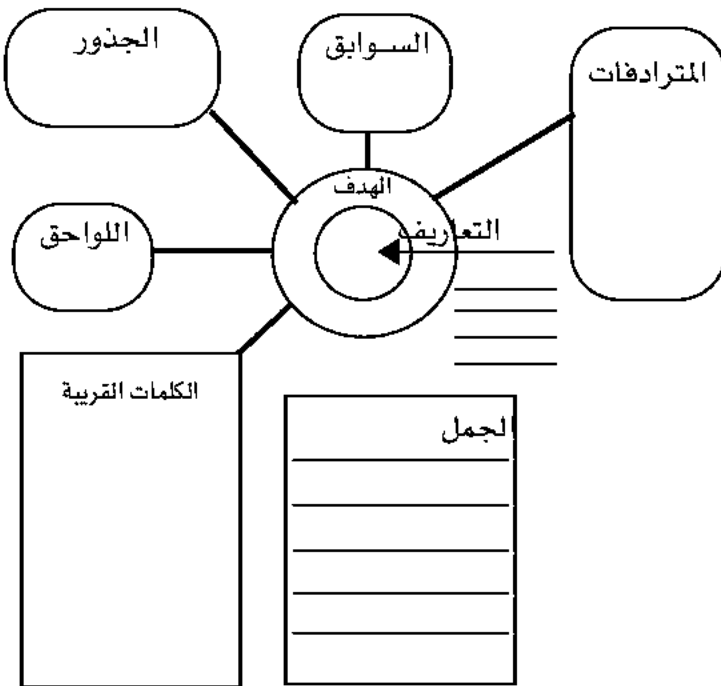 الجذور
السوابق
المترادفات
الهدف
التعاريف
اللواحق
الكلمات القريبة
الجمل